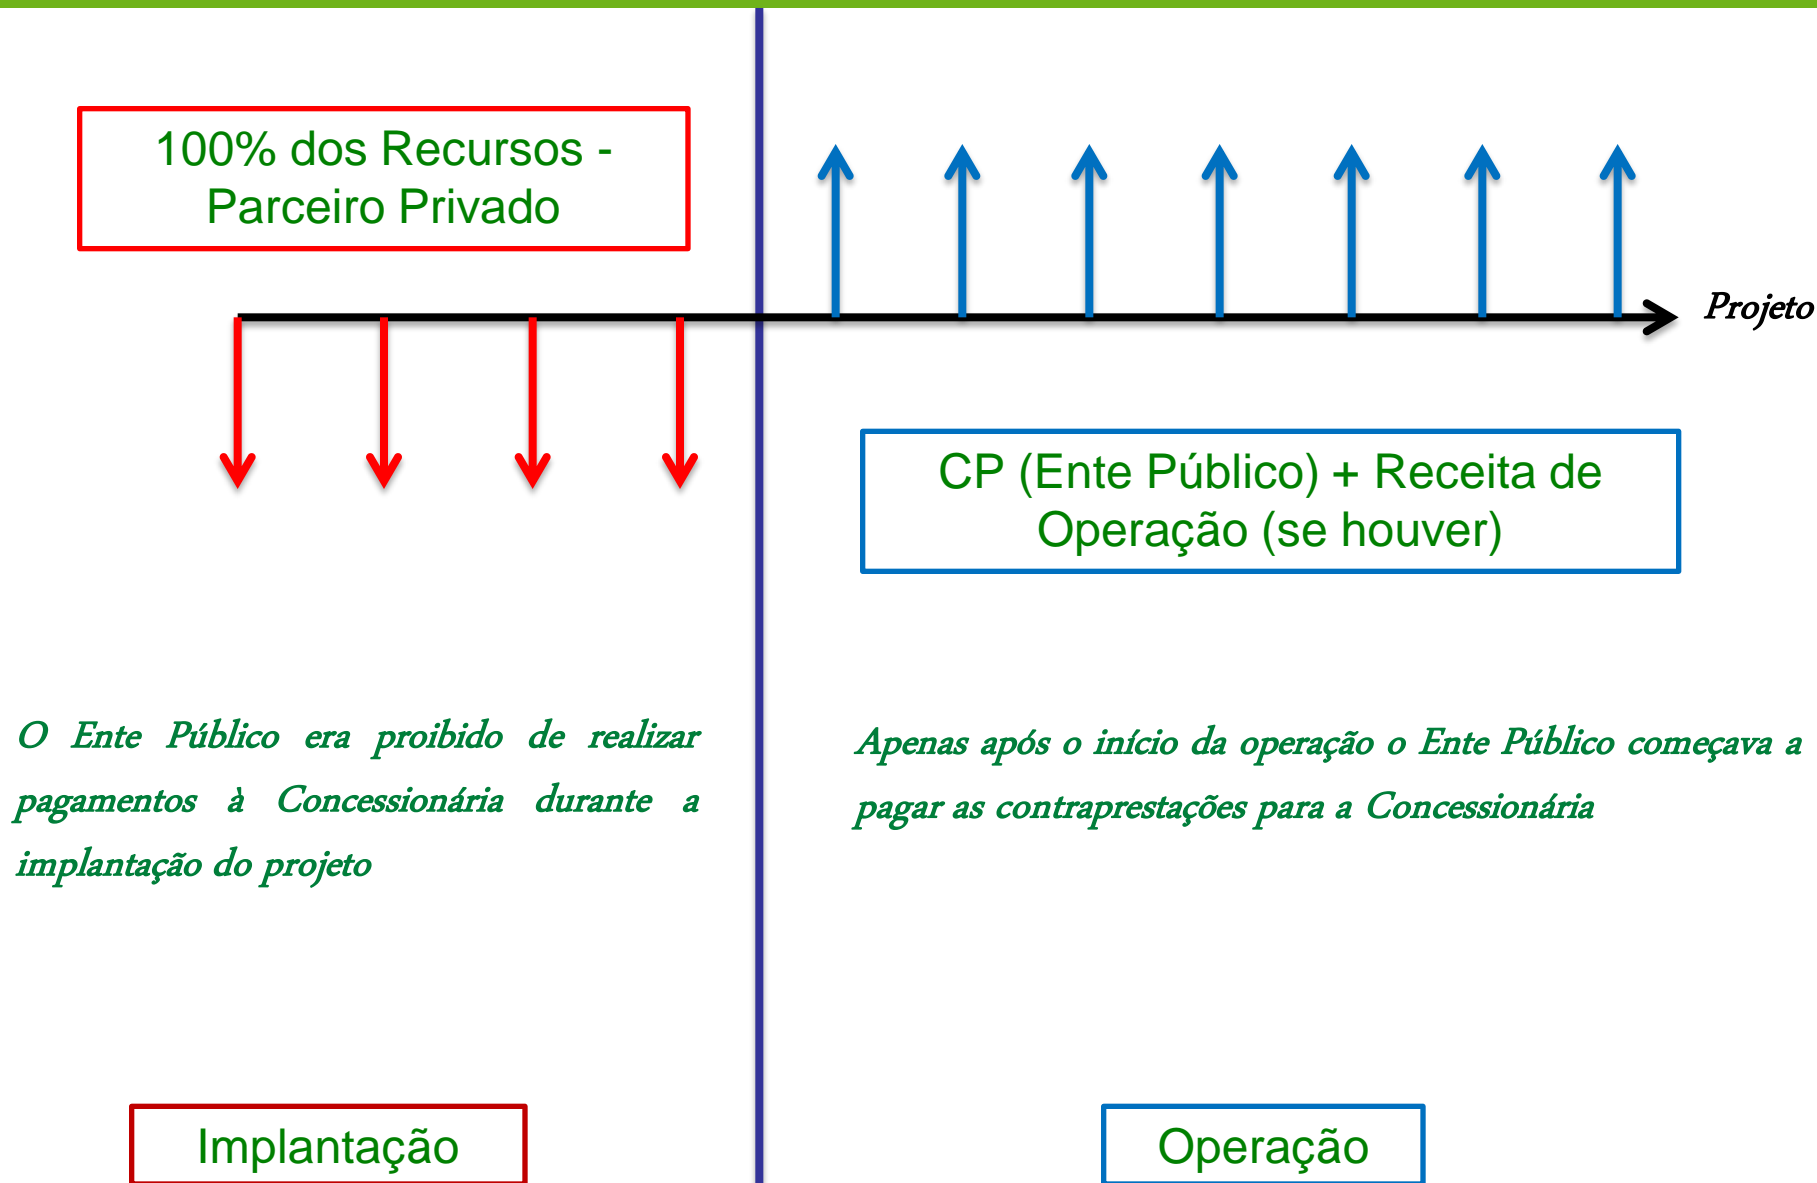 100% dos Recursos -
Parceiro Privado
Projeto
CP (Ente Público) + Receita de
Operação (se houver)
O Ente Público era proibido de realizar
pagamentos à Concessionária durante a
implantação do projeto
Apenas após o início da operação o Ente Público começava a
pagar as contraprestações para a Concessionária
Implantação
Operação